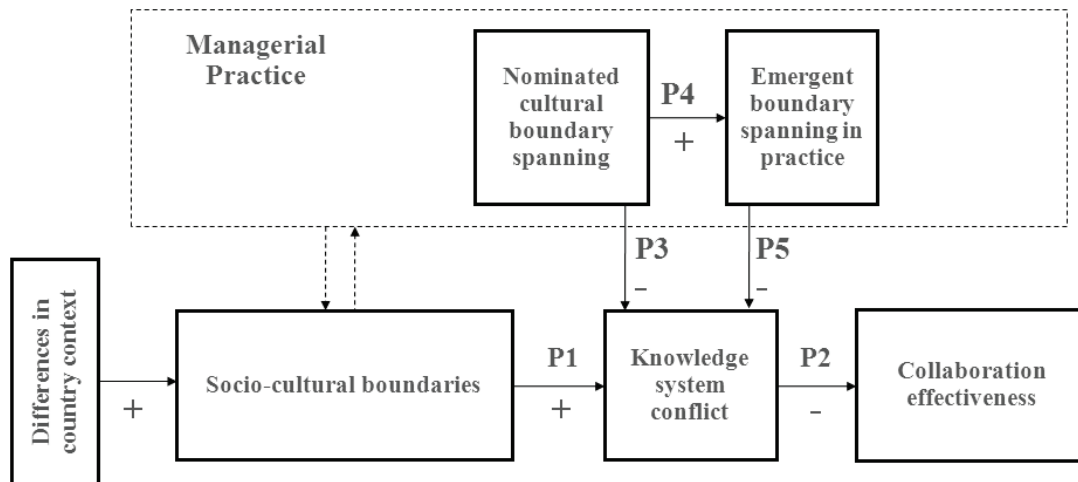 Managerial
Practice
Nominated
cultural
boundary
spanning
P4
+
Emergent
boundary
spanning in
practice
P3
-
P5
-
Differences in
country context
+
Socio-cultural boundaries
P1
+
Knowledge
system
conflict
P2
-
Collaboration
effectiveness